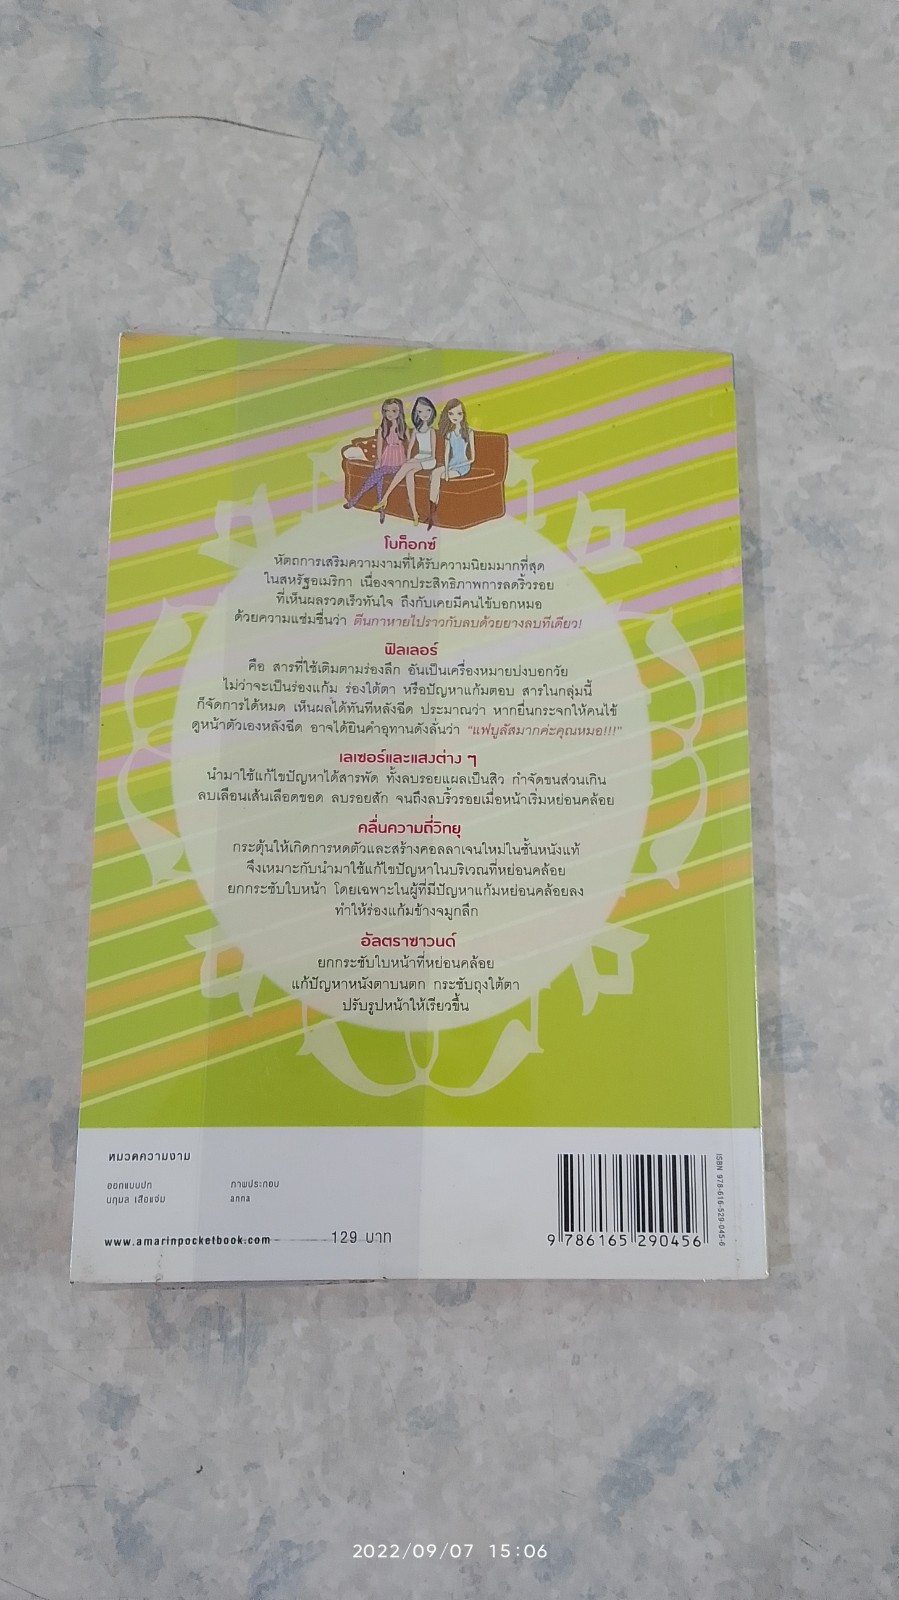 โบท็อกซ์
หัตถการเสริมความงามที่ได้รับความนิยมมากที่สุด
ในสหรัฐอเมริกา เนื่องจากประสิทธิภาพการลดริ้วรอย
ที่เห็นผลรวดเร็วทันใจ ถึงกับเคยมีคนไข้บอกหมอ
ด้วยความแช่มชื่นว่า ตีนกาหายไปราวกับลบด้วยยางลบทีเดียว!
ฟิลเลอร์
คือ สารที่ใช้เติมตามร่องลึก อันเป็นเครื่องหมายบ่งบอกวัย
ไม่ว่าจะเป็นร่องแก้ม ร่องใต้ตา หรือปัญหาแก้มตอบ สารในกลุ่มนี้
ก็จัดการได้หมด เห็นผลได้ทันทีหลังฉีด ประมาณว่า หากยื่นกระจกให้คนไข้
ดูหน้าตัวเองหลังฉีด อาจได้ยินคำอุทานดังลั่นว่า "แฟบูลัสมากค่ะคุณหมอ!!!"
เลเซอร์และแสงต่าง ๆ
นำมาใช้แก้ไขปัญหาได้สารพัด ทั้งลบรอยแผลเป็นสิว กำจัดขนส่วนเกิน
ลบเลือนเส้นเลือดขอด ลบรอยสัก จนถึงลบริ้วรอยเมื่อหน้าเริ่มหย่อนคล้อย
คลื่นความถี่วิทยุ
กระตุ้นให้เกิดการหดตัวและสร้างคอลลาเจนใหม่ในชั้นหนังแท้
จึงเหมาะกับนำมาใช้แก้ไขปัญหาในบริเวณที่หย่อนคล้อย
ยกกระชับใบหน้า โดยเฉพาะในผู้ที่มีปัญหาแก้มหย่อนคล้อยลง
ทำให้ร่องแก้มข้างจมูกลึก
อัลตราซาวนด์
ยกกระชับใบหน้าที่หย่อนคล้อย
แก้ปัญหาหนังตาบนตก กระชับถุงใต้ตา
ปรับรูปหน้าให้เรียวขึ้น
หมวดความงาม
ออกแบบปก
นฤมล เสือแจ่ม
ภาพประกอบ
anna
www.amarinpocketbook.com
129 บาท
ISBN 978-616-529-045-6
9 786165 290456
2022/09/07 15:06